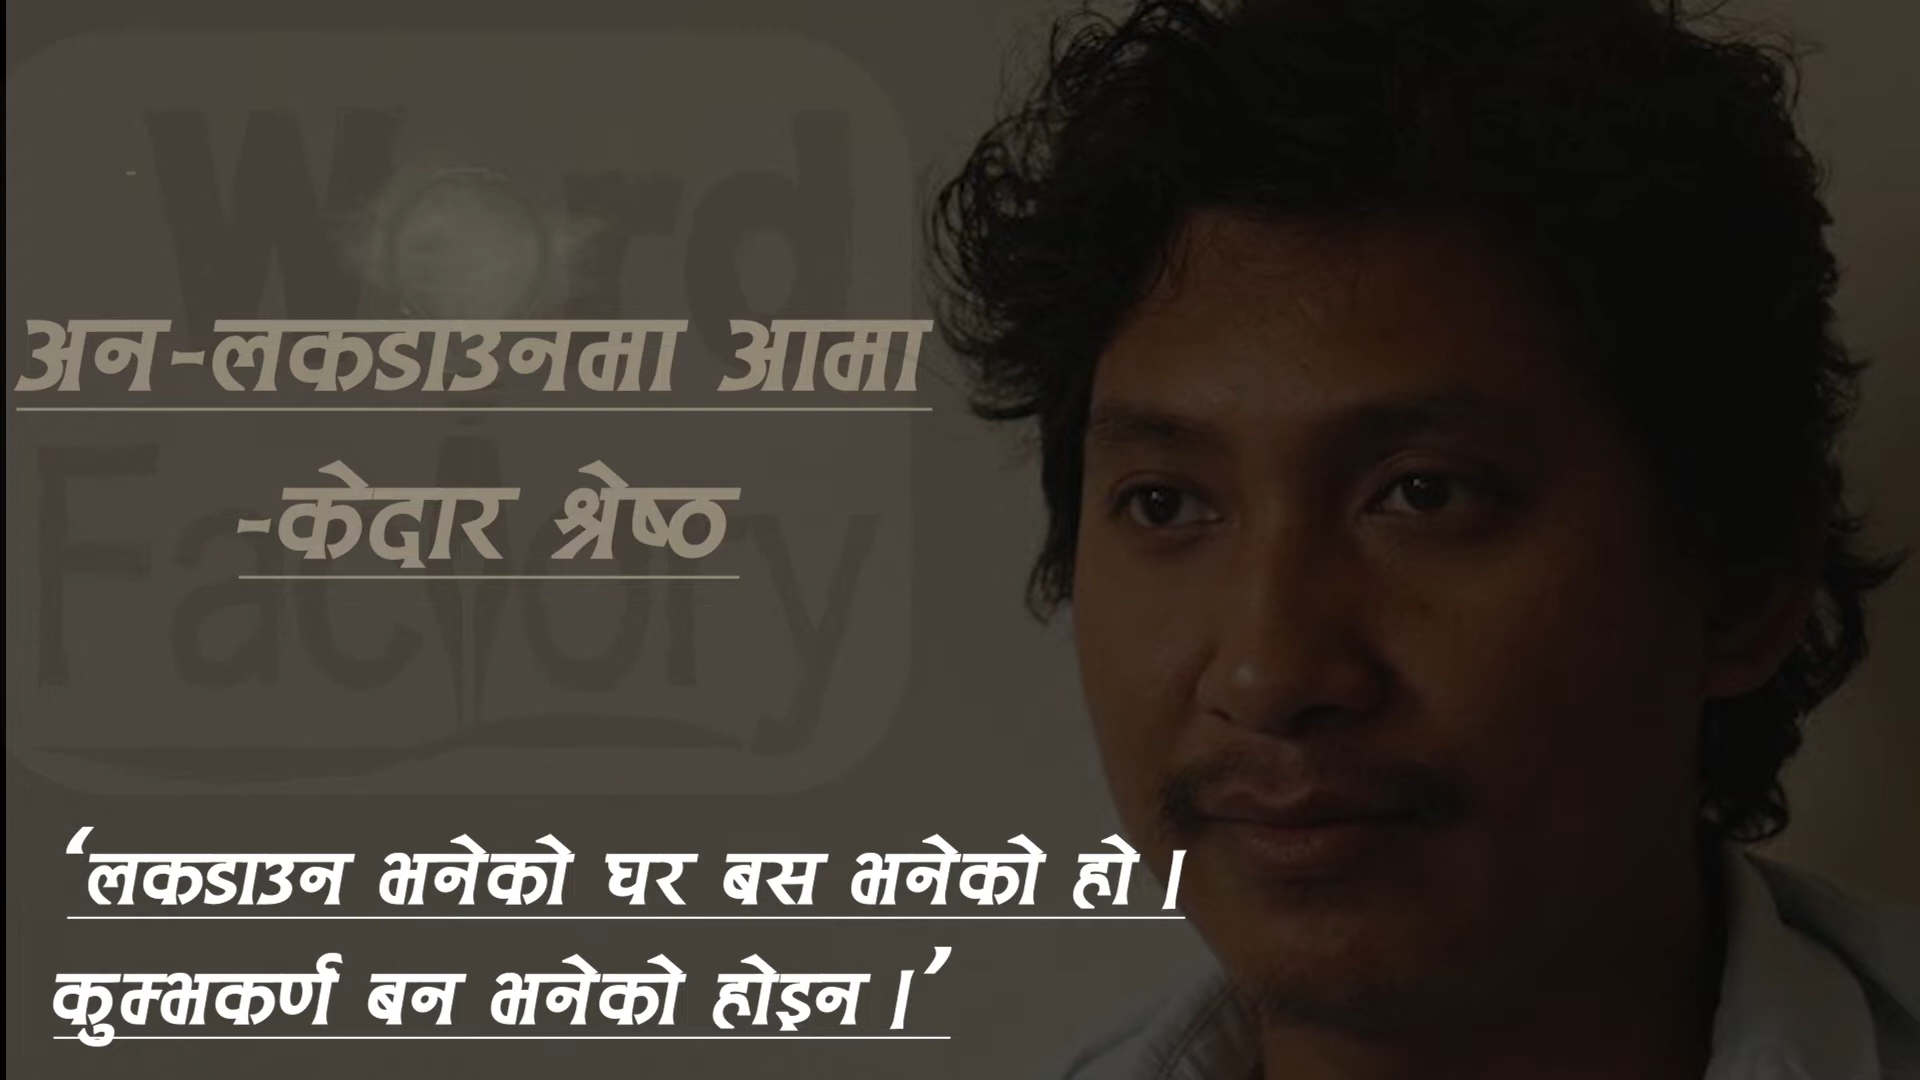 Word
Factory
अन-लकडाउनमा आमा
-केदार श्रेष्ठ
‘लकडाउन भनेको घर बस भनेको हो।
कुम्भकर्ण बन भनेको होइन।’